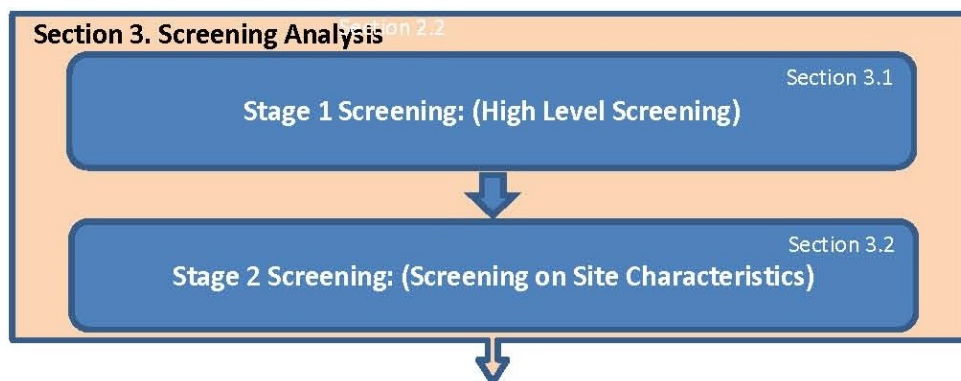 Section 3. Screening Analysis
Section 2.2
Section 3.1
Stage 1 Screening: (High Level Screening)
Section 3.2
Stage 2 Screening: (Screening on Site Characteristics)